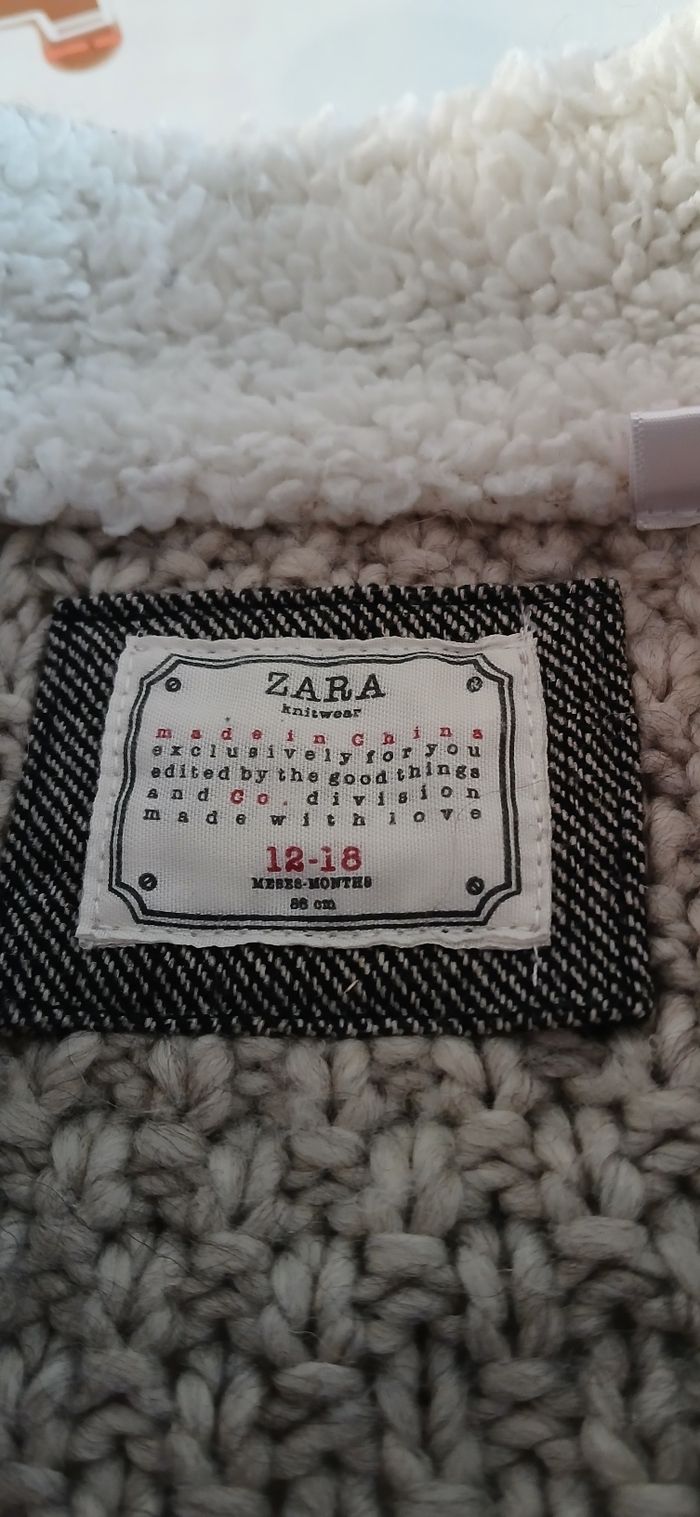 ZARA
knitwear
made in China
exclusively for you
edited by the good things
and Co. division
made with love
12-18
MESES-MONTHS
86 cm